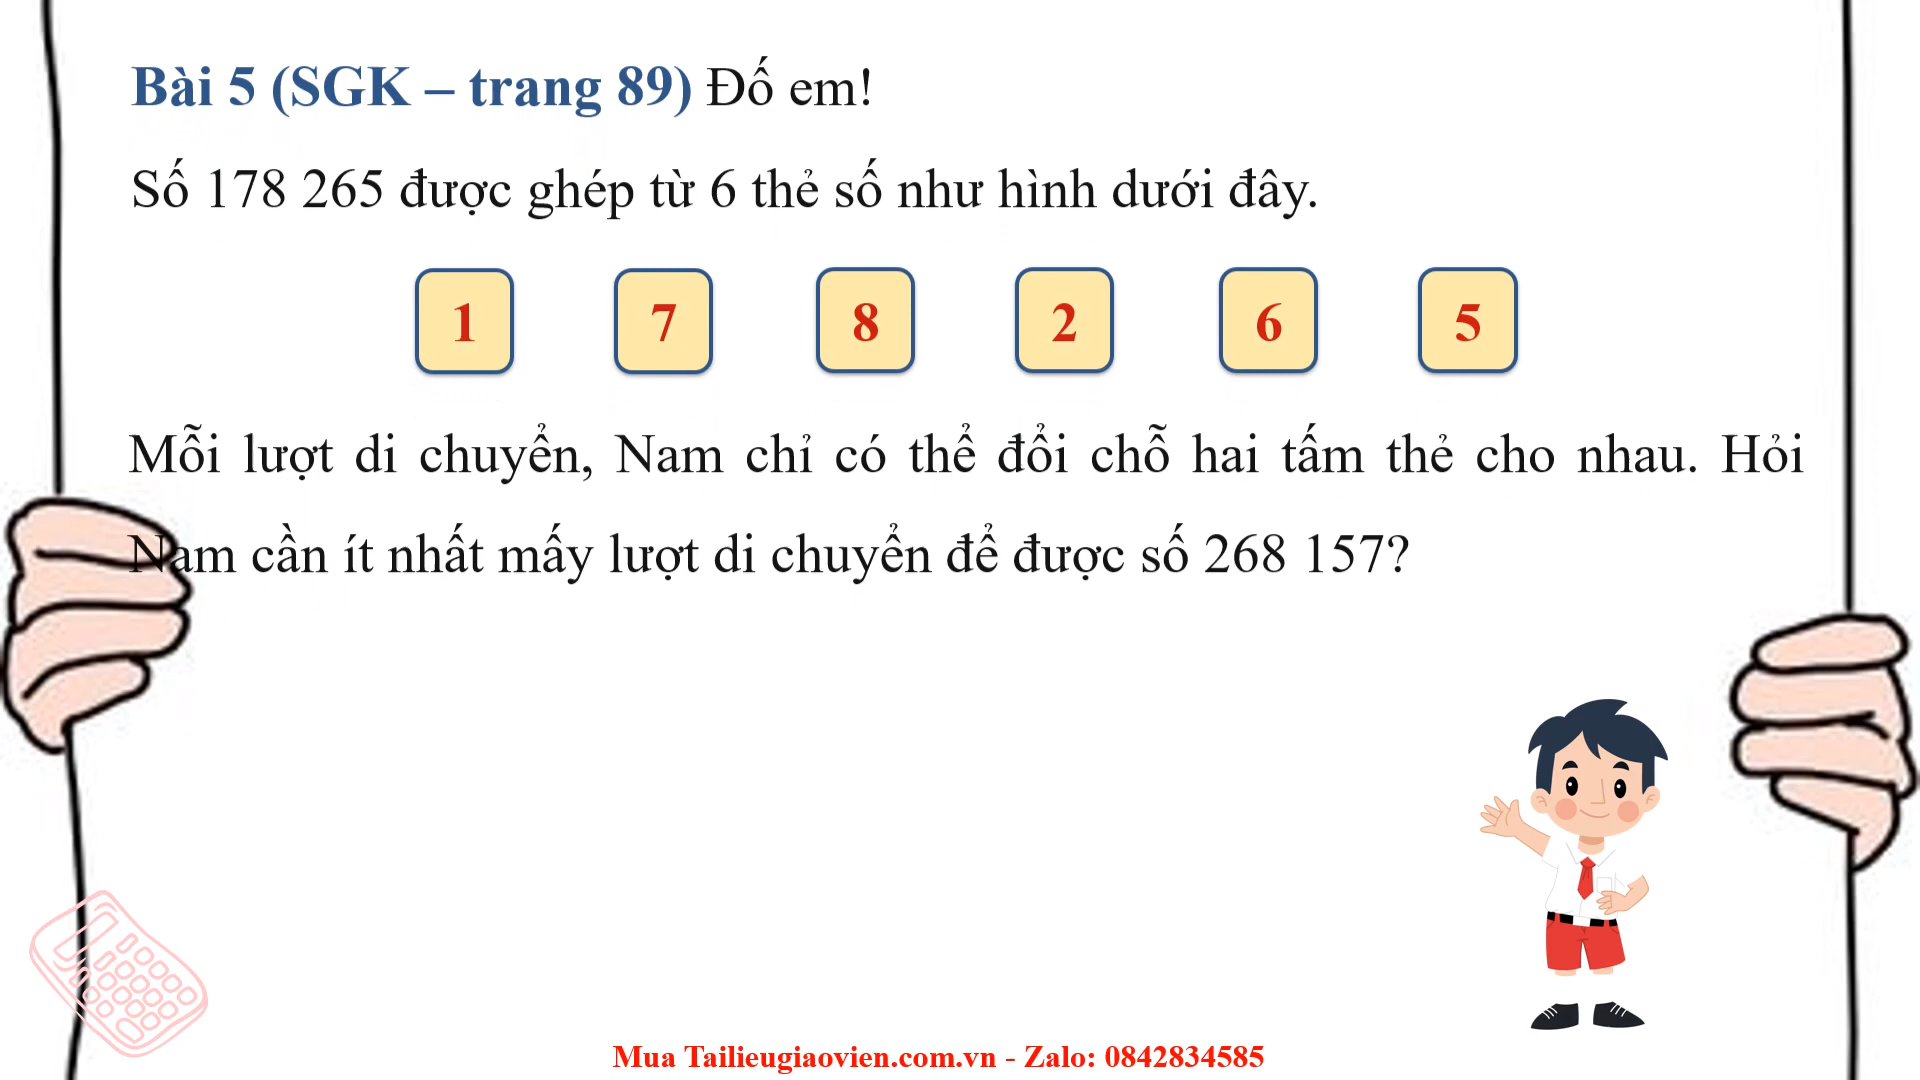 Bài 5 (SGK – trang 89) Đố em!
Số 178 265 được ghép từ 6 thẻ số như hình dưới đây.
1 7 8 2 6 5
Mỗi lượt di chuyển, Nam chỉ có thể đổi chỗ hai tấm thẻ cho nhau. Hỏi
Nam cần ít nhất mấy lượt di chuyển để được số 268 157?
Mua Tailieugiaovien.com.vn - Zalo: 0842834585